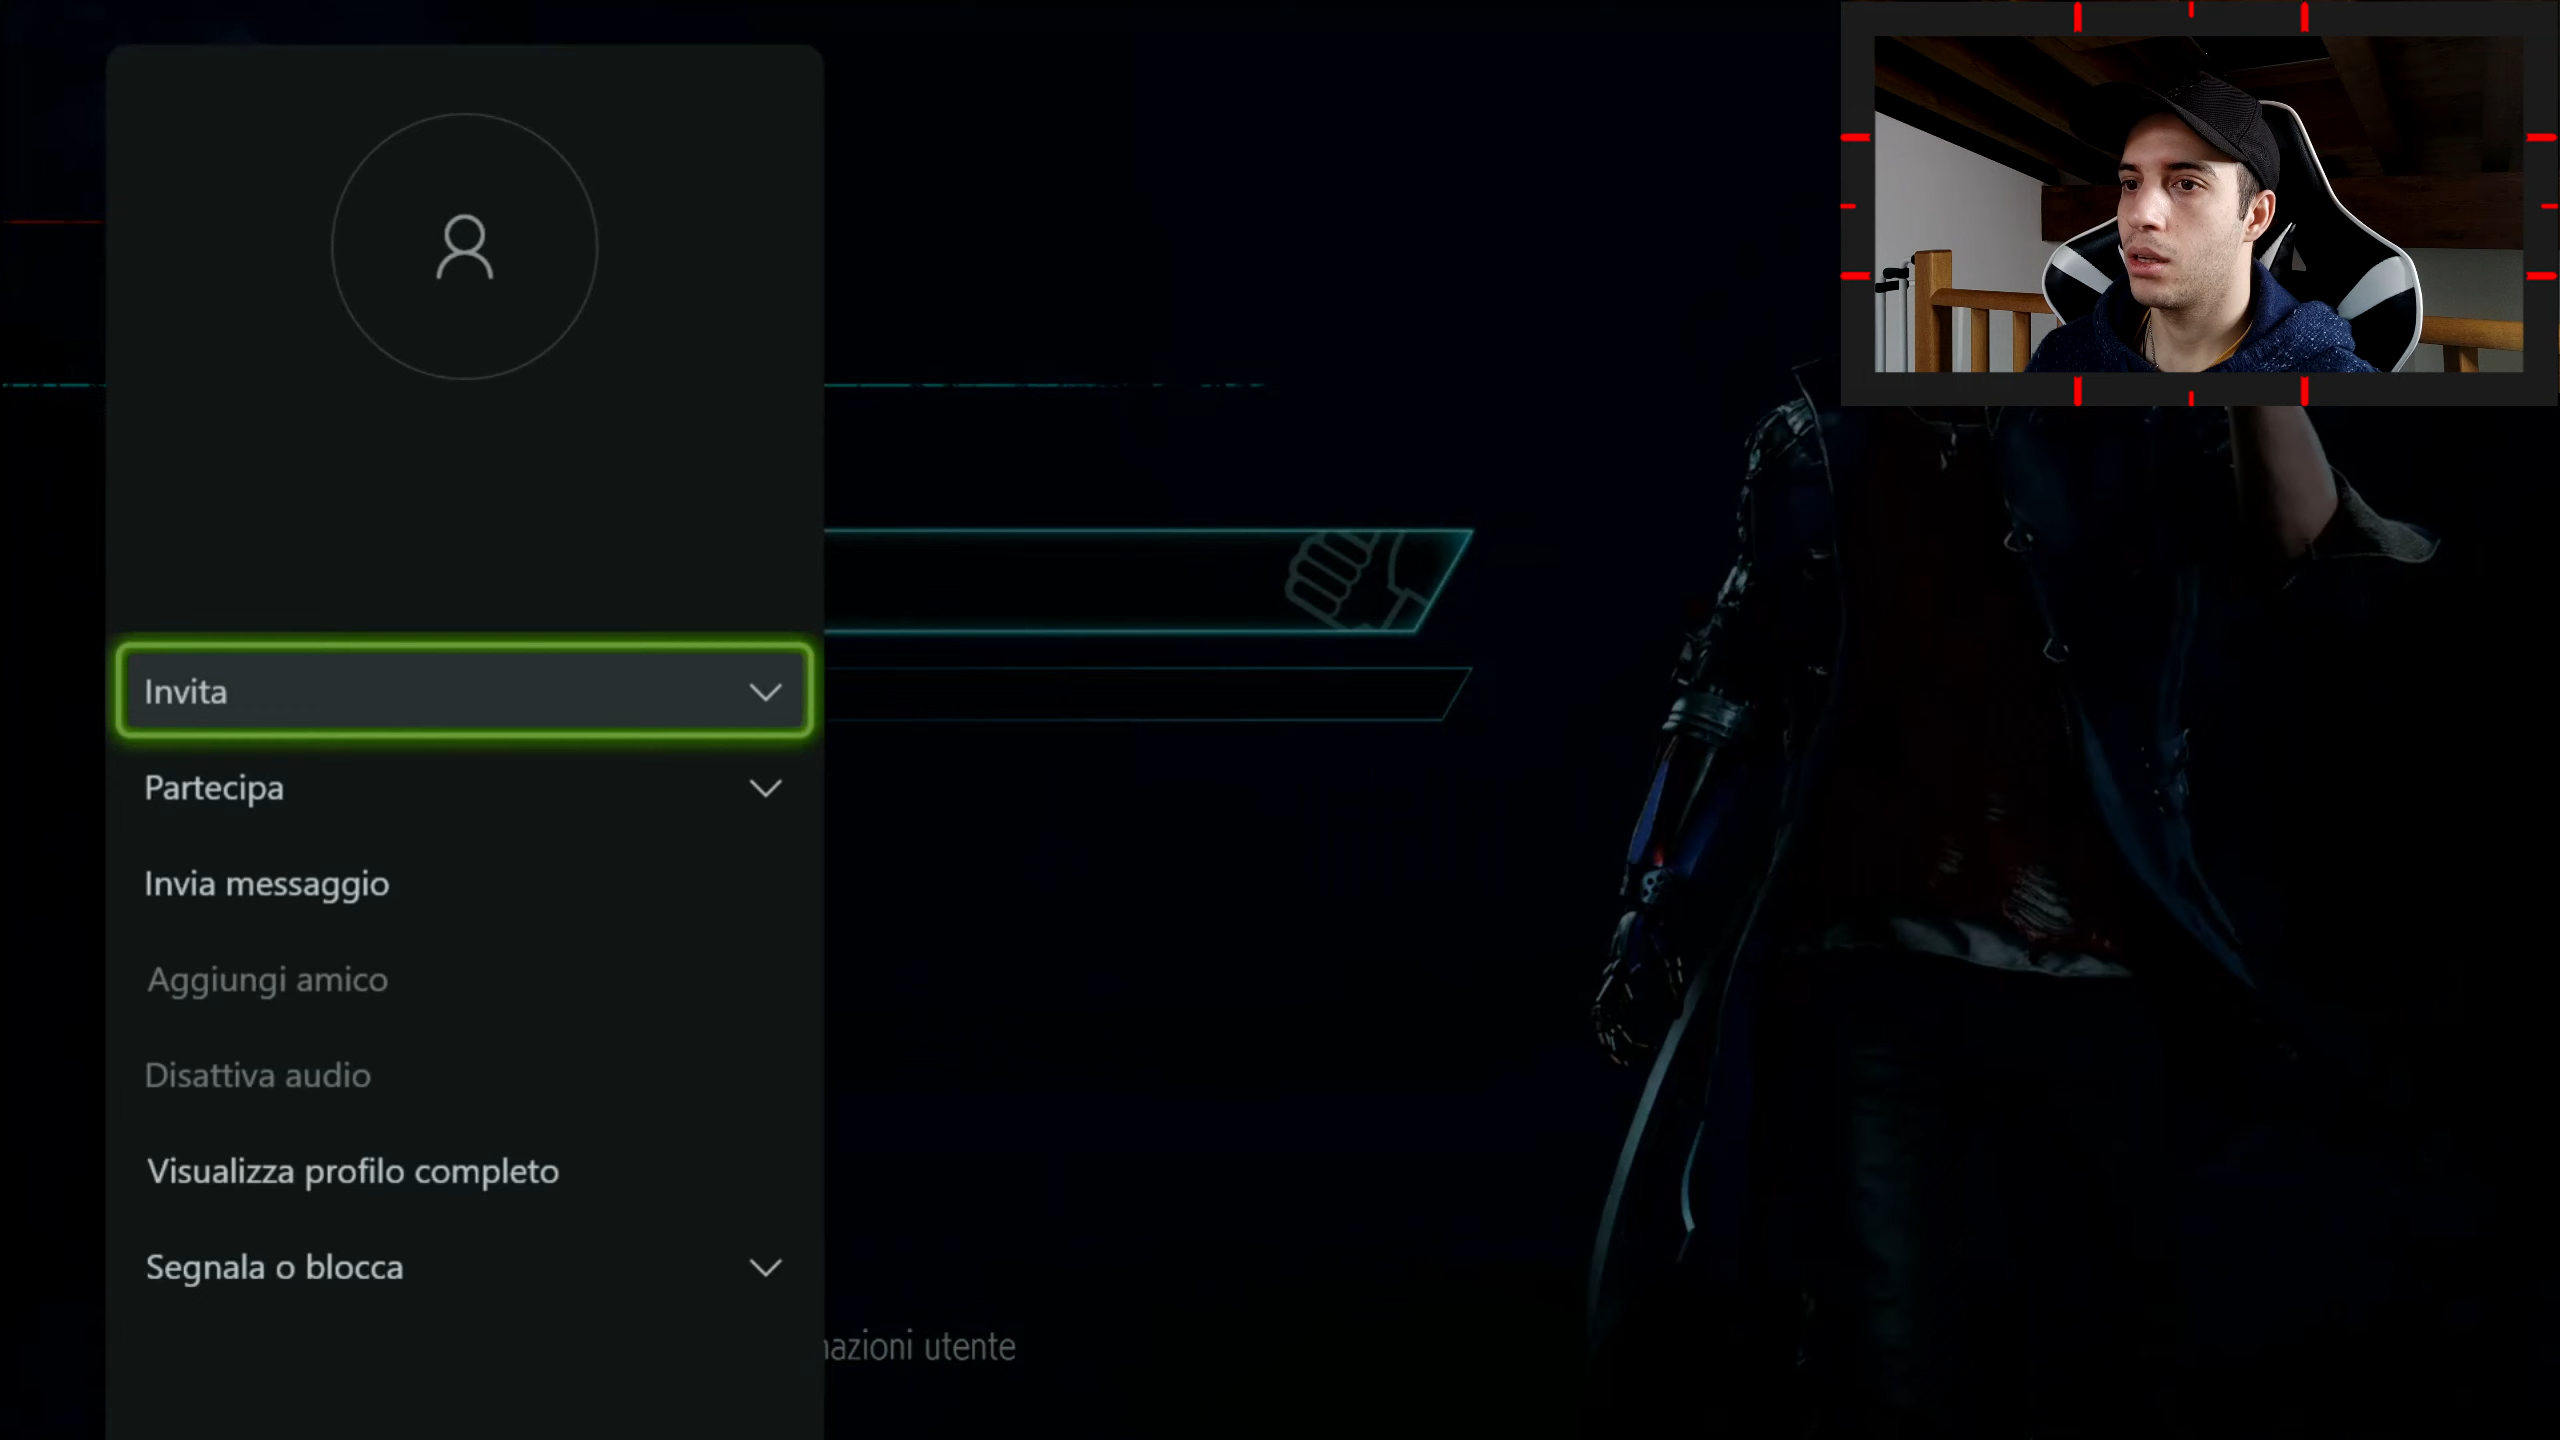 Invita
Partecipa
Invia messaggio
Aggiungi amico
Disattiva audio
Visualizza profilo completo
Segnala o blocca
azioni utente